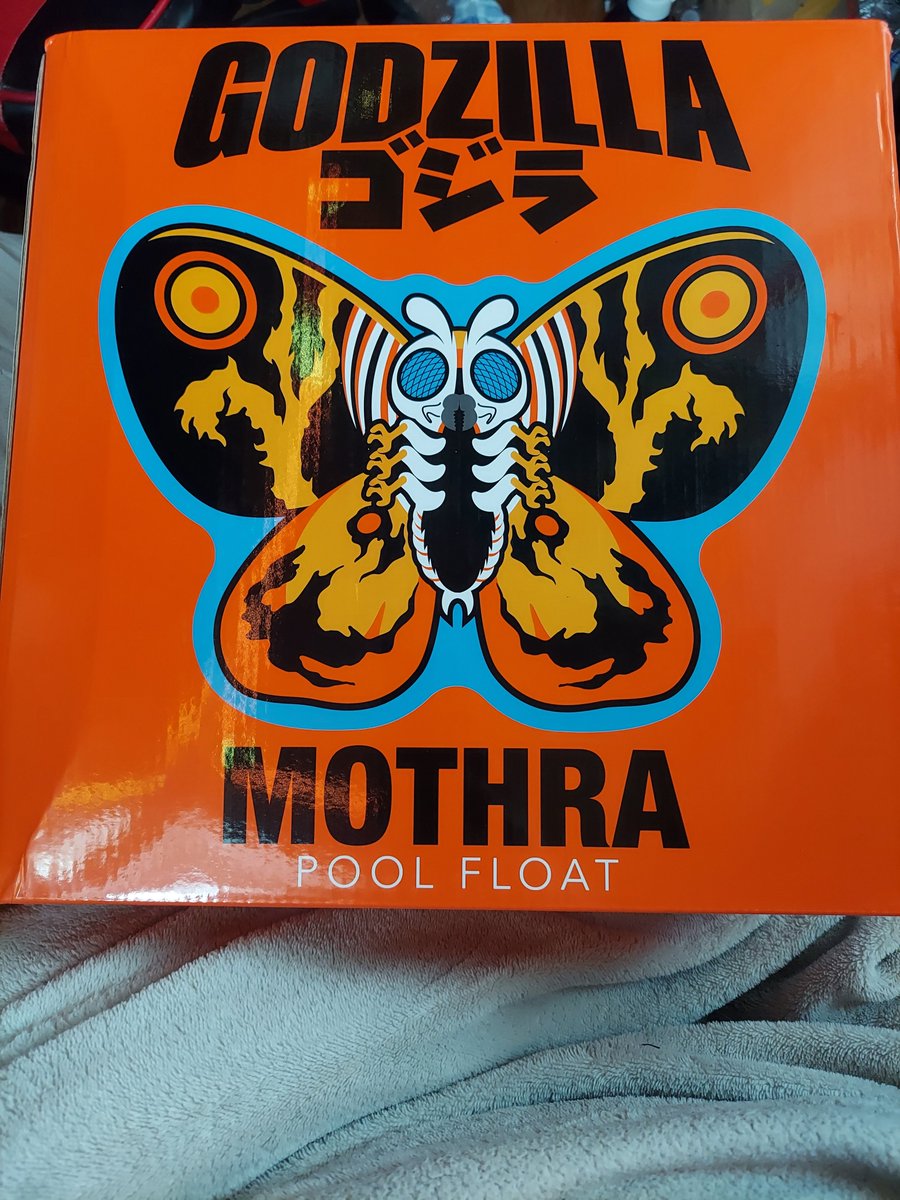 GODZILLA
ゴジラ
MOTHRA
POOL FLOAT